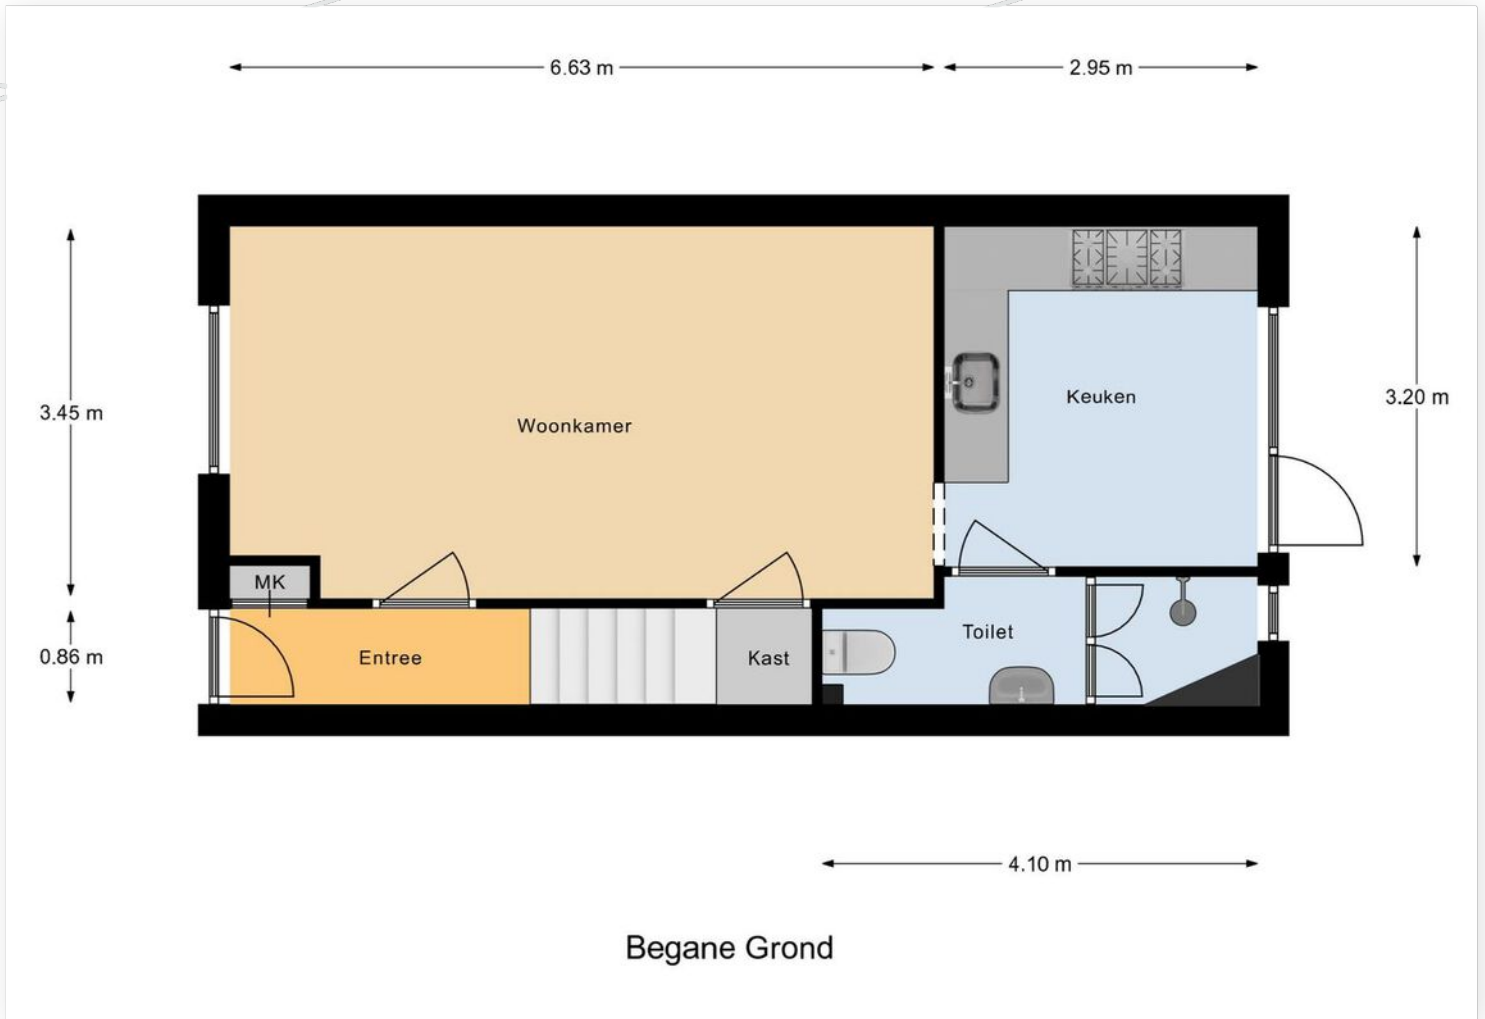 6.63 m
2.95 m
3.45 m
3.20 m
Keuken
Woonkamer
MK
Toilet
0.86 m
Entree
Kast
4.10 m
Begane Grond